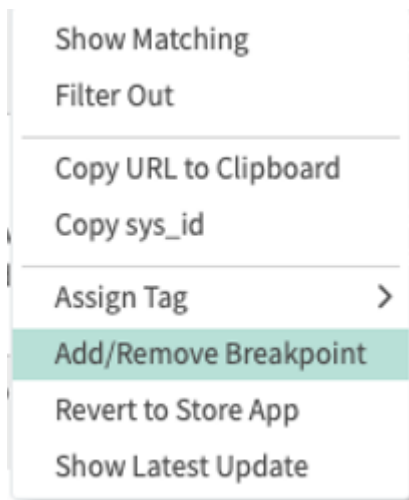 Show Matching
Filter Out
Copy URL to Clipboard
Copy sys_id
Assign Tag
Add/Remove Breakpoint
Revert to Store App
Show Latest Update